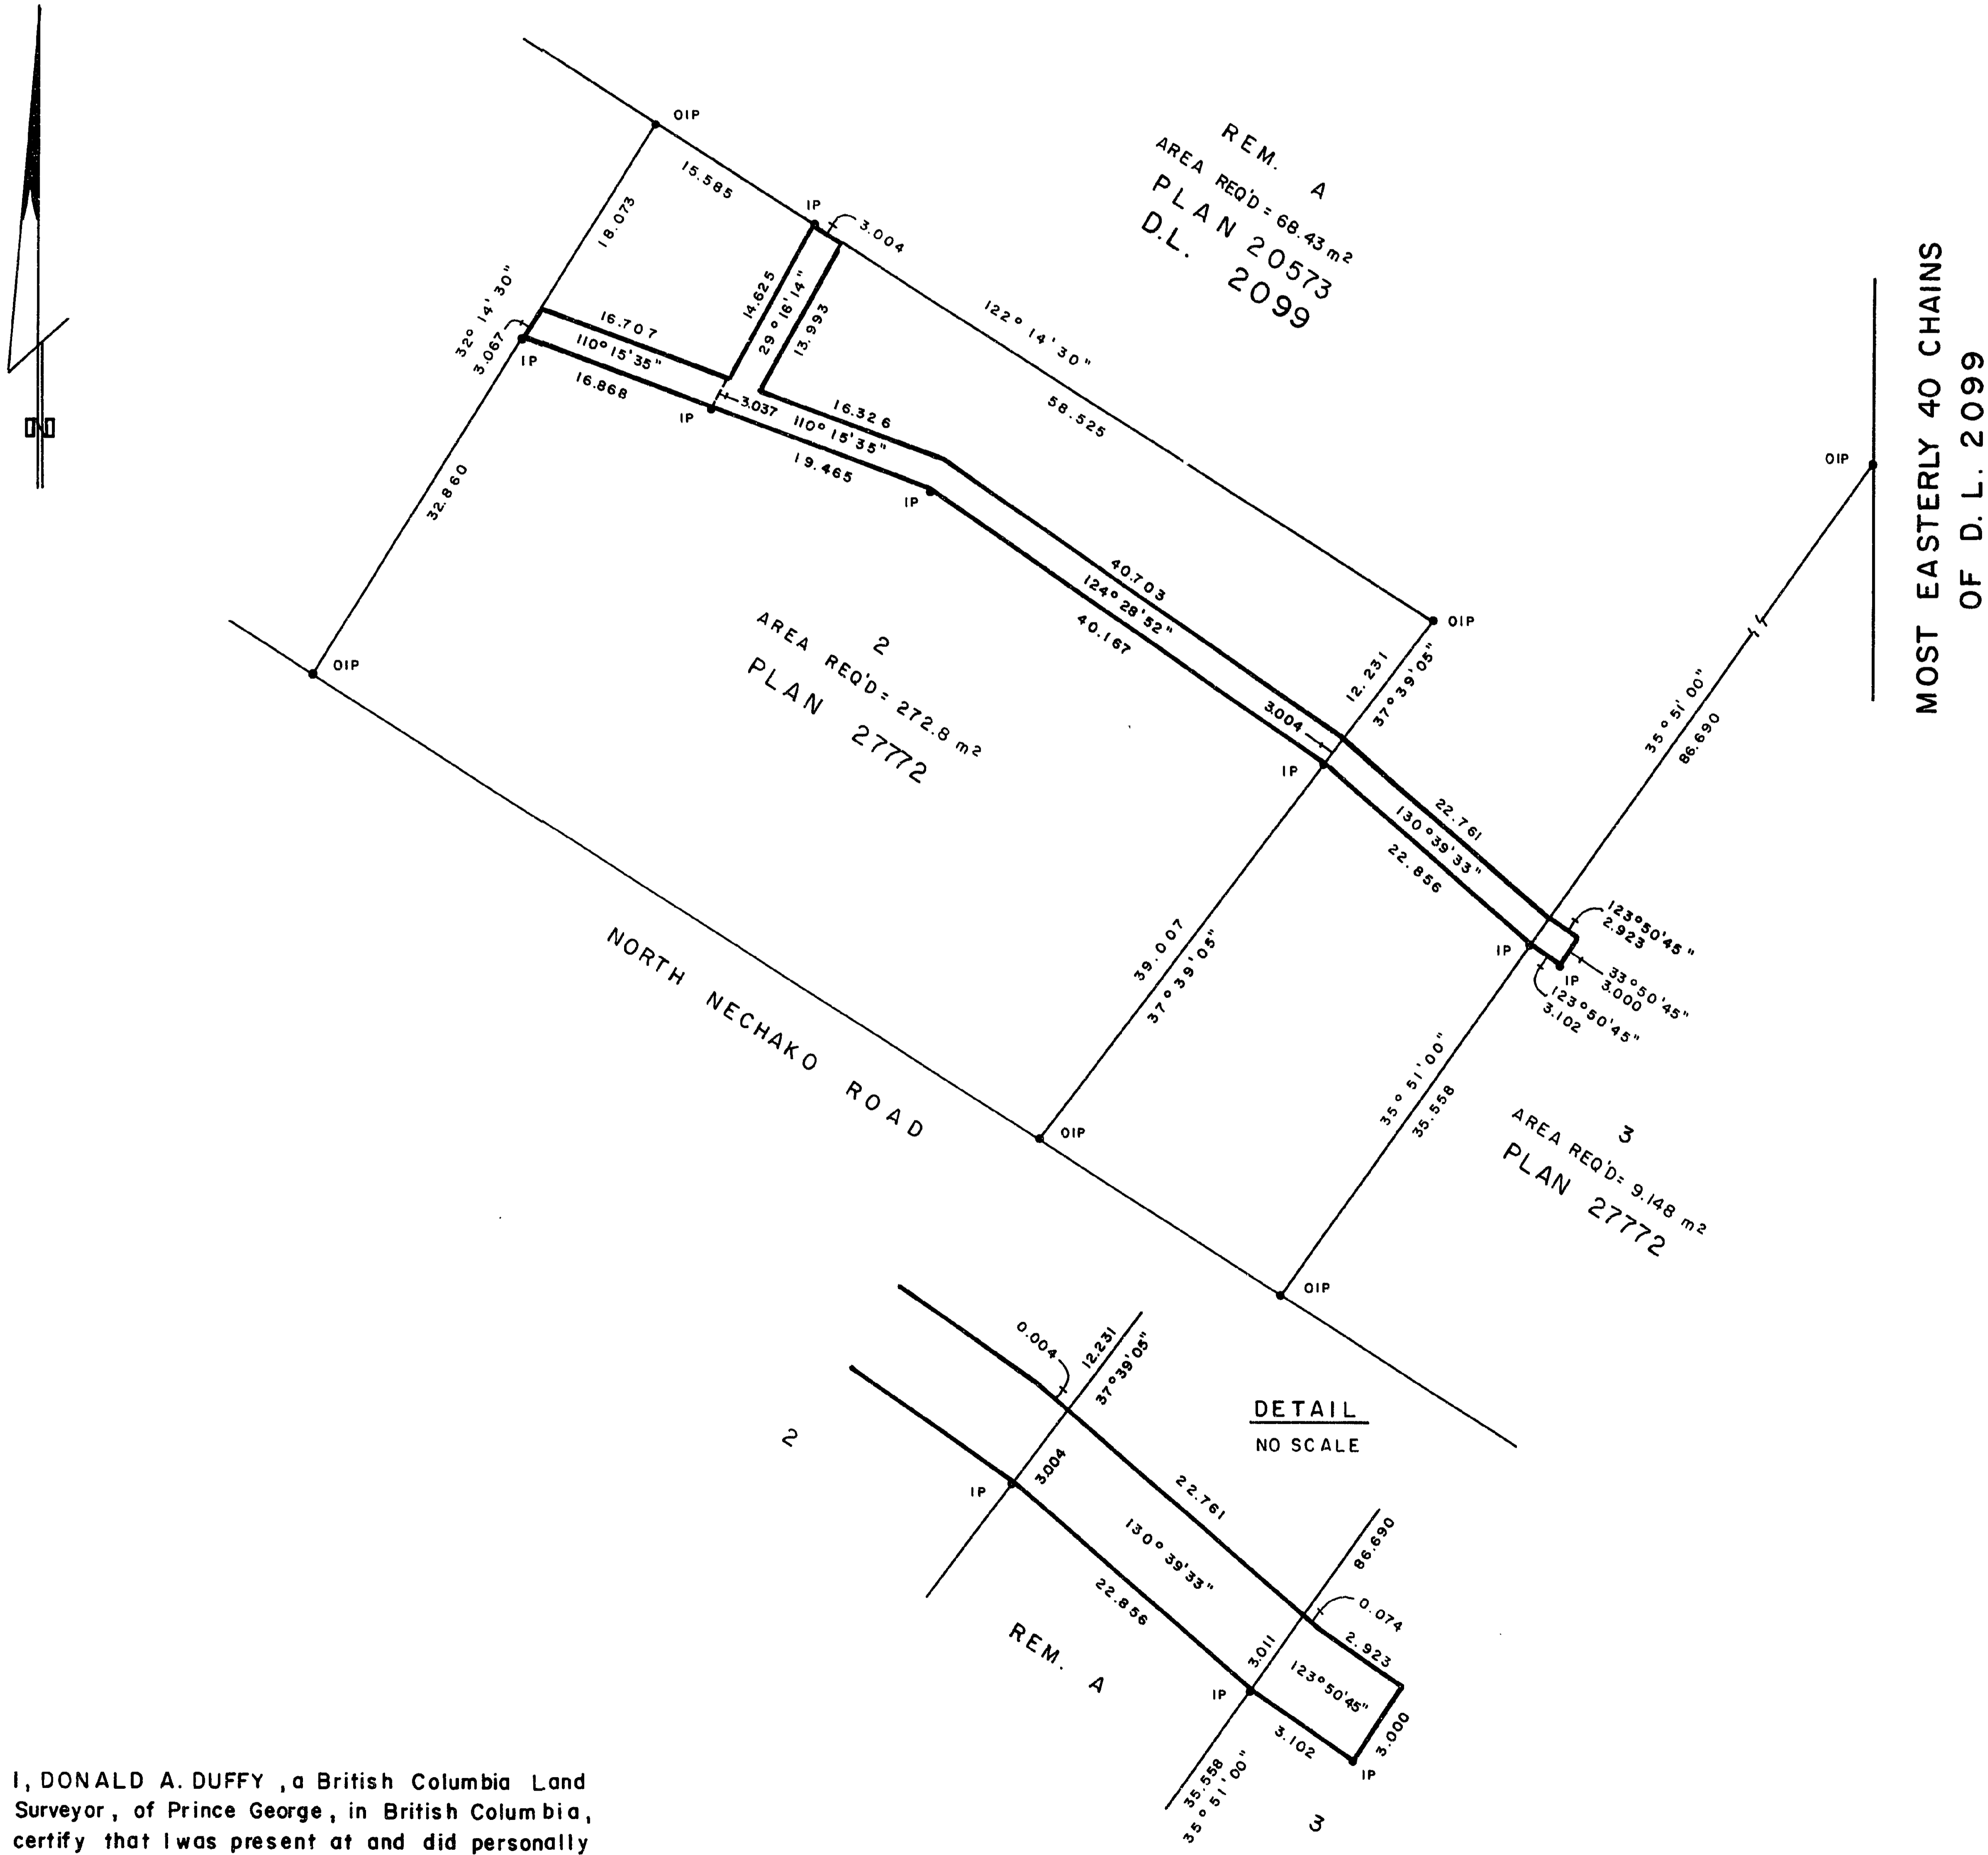 OIP
15.585
IP
3.004
REM. A
AREA REQ'D = 68.43 m²
PLAN 20573
D.L. 2099
18.073
32° 14' 30"
3.067
IP
16.707
110° 15' 35"
16.868
14.625
29° 16' 14"
13.993
122° 14' 30"
58.525
3.037
IP
16.326
110° 15' 35"
19.465
IP
OIP
MOST EASTERLY 40 CHAINS
OF D. L. 2099
32.860
40.703
124° 28' 52"
40.167
OIP
12.231
37° 39' 05"
3.004
IP
OIP
2
AREA REQ'D = 272.8 m²
PLAN 27772
35° 51' 00"
86.690
22.761
130° 39' 33"
22.856
123° 50' 45"
2.923
IP
33° 50' 45"
3.000
IP
123° 50' 45"
3.102
39.007
37° 39' 05"
NORTH NECHAKO ROAD
OIP
35° 51' 00"
35.558
3
AREA REQ'D = 9.148 m²
PLAN 27772
OIP
0.004
12.231
37° 39' 05"
DETAIL
NO SCALE
2
3.004
IP
22.761
130° 39' 33"
22.856
86.690
0.074
REM. A
3.011
2.923
123° 50' 45"
IP
3.102
3.000
IP
35.558
35° 51' 00"
3
I, DONALD A. DUFFY , a British Columbia Land
Surveyor , of Prince George , in British Columbia ,
certify that I was present at and did personally